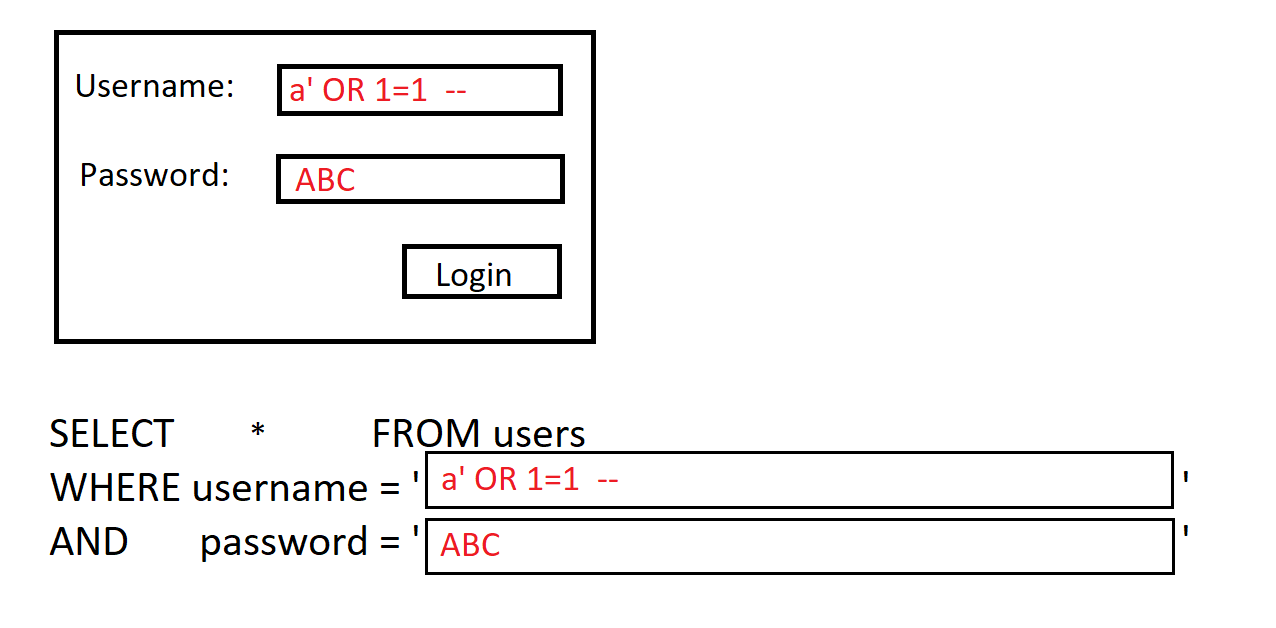 Username: a' OR 1=1 --
Password: ABC
Login
SELECT * FROM users
WHERE username = 'a' OR 1=1 -- '
AND password = 'ABC'